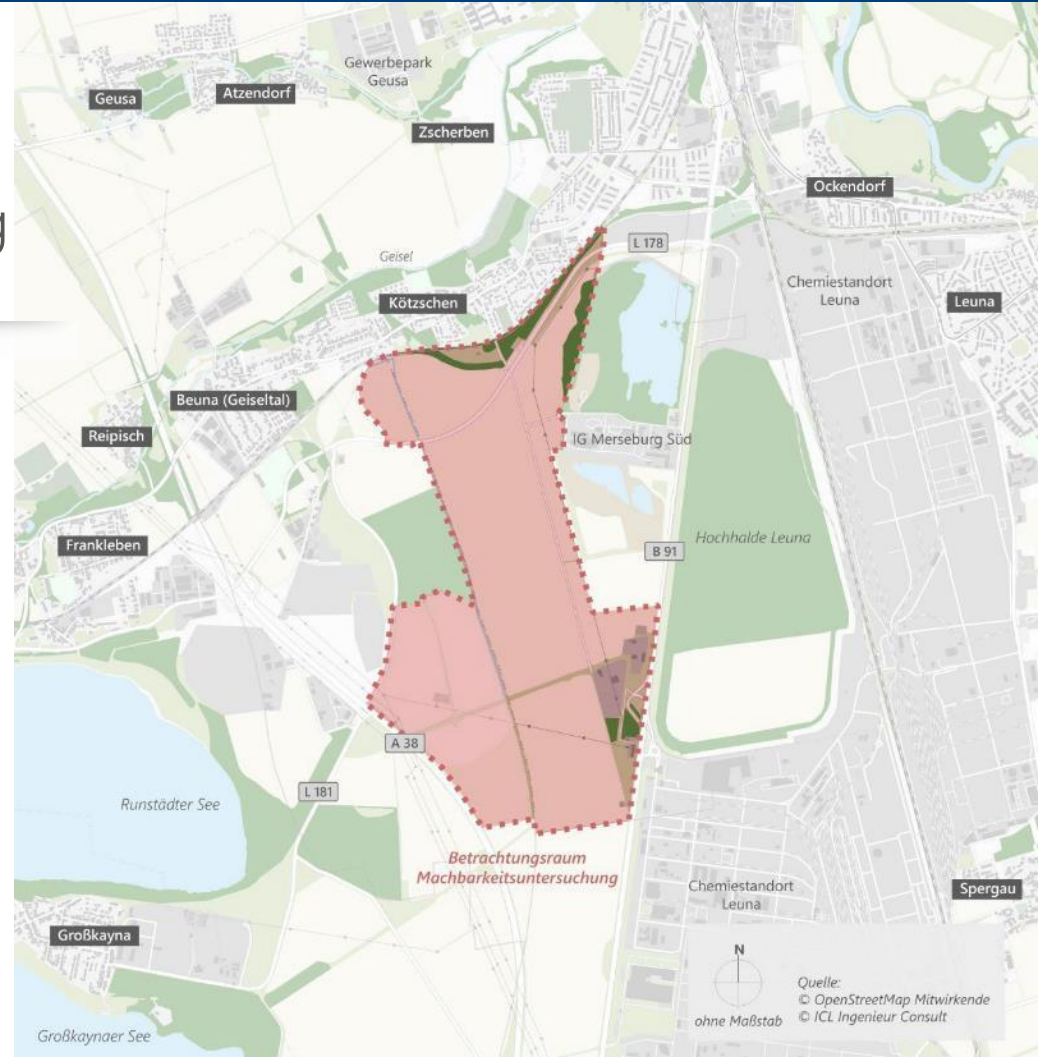 Gewerbepark
Geusa
Geusa
Atzendorf
Zscherben
Ockendorf
g
L 178
Geisel
Chemiestandort
Leuna
Kötzschen
Leuna
Beuna (Geiseltal)
Reipisch
IG Merseburg Süd
Hochhalde Leuna
Frankleben
B 91
A 38
L 181
Runstädter See
Betrachtungsraum
Machbarkeitsuntersuchung
Chemiestandort
Leuna
Spergau
Großkayna
N
Quelle:
© OpenStreetMap Mitwirkende
ohne Maßstab
© ICL Ingenieur Consult
Großkaynaer See